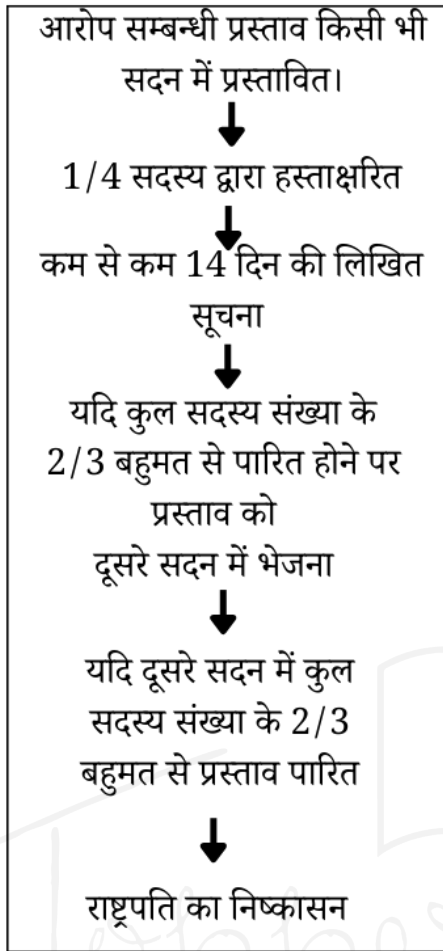 आरोप सम्बन्धी प्रस्ताव किसी भी
सदन में प्रस्तावित।
1/4 सदस्य द्वारा हस्ताक्षरित
कम से कम 14 दिन की लिखित
सूचना
यदि कुल सदस्य संख्या के
2/3 बहुमत से पारित होने पर
प्रस्ताव को
दूसरे सदन में भेजना
यदि दूसरे सदन में कुल
सदस्य संख्या के 2/3
बहुमत से प्रस्ताव पारित
राष्ट्रपति का निष्कासन